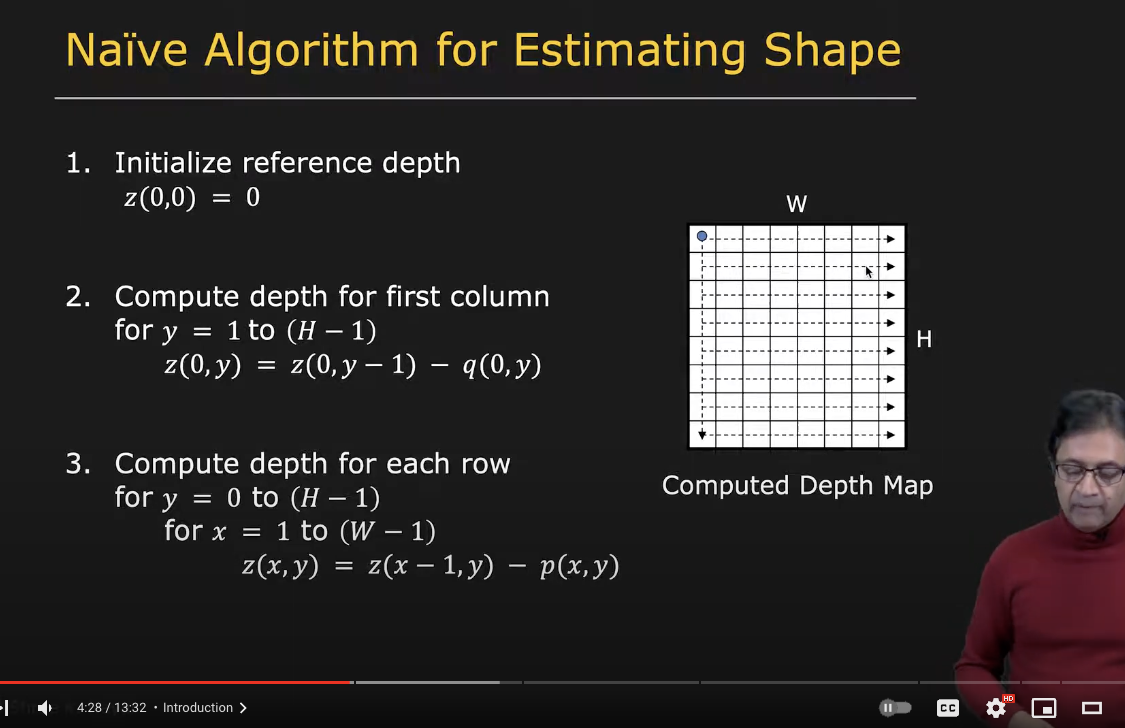 Naïve Algorithm for Estimating Shape
1. Initialize reference depth
z(0,0) = 0
2. Compute depth for first column
for y = 1 to (H − 1)
z(0, y) = z(0, y − 1) − q(0, y)
3. Compute depth for each row
for y = 0 to (H − 1)
for x = 1 to (W − 1)
z(x, y) = z(x − 1, y) − p(x, y)
W
H
Computed Depth Map
4:28 / 13:32 • Introduction
CC
HD